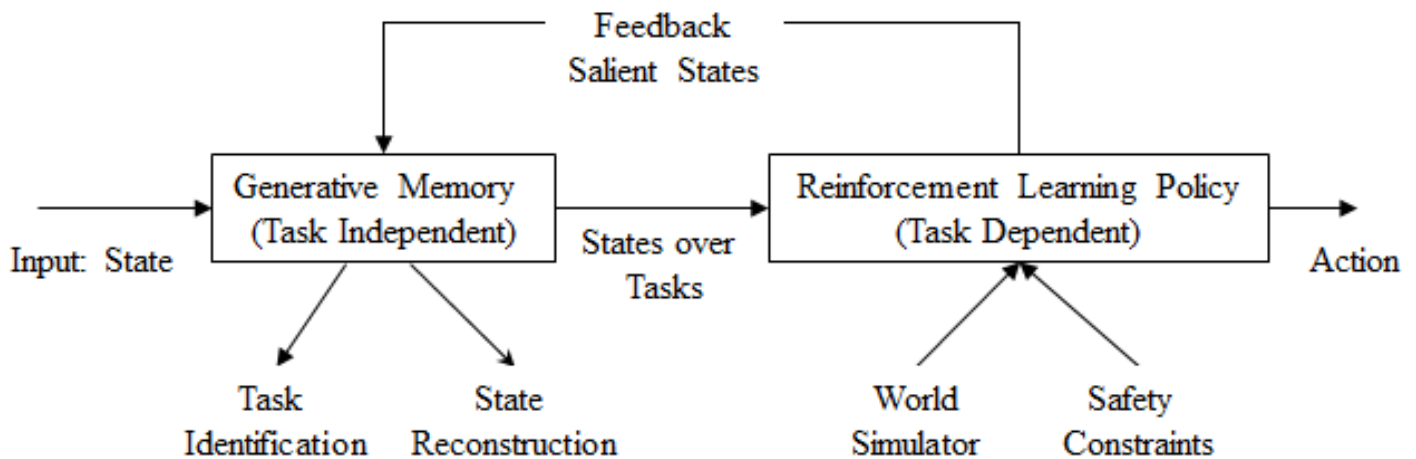 Feedback
Salient States
Generative Memory
(Task Independent)
Reinforcement Learning Policy
(Task Dependent)
Input: State
States over
Tasks
Action
Task
Identification
State
Reconstruction
World
Simulator
Safety
Constraints